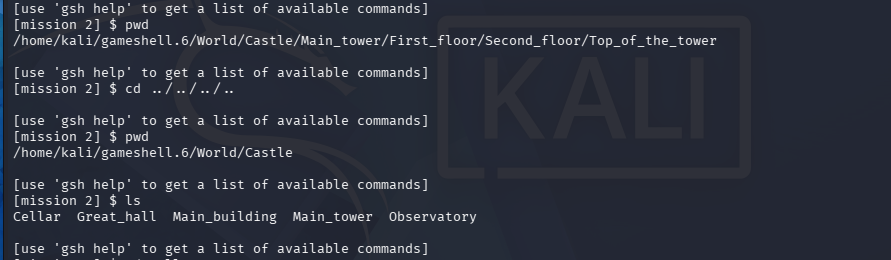 [use 'gsh help' to get a list of available commands]
[mission 2] $ pwd
/home/kali/gameshell.6/World/Castle/Main_tower/First_floor/Second_floor/Top_of_the_tower
[use 'gsh help' to get a list of available commands]
[mission 2] $ cd ../../../..
[use 'gsh help' to get a list of available commands]
[mission 2] $ pwd
/home/kali/gameshell.6/World/Castle
[use 'gsh help' to get a list of available commands]
[mission 2] $ ls
Cellar  Great_hall  Main_building  Main_tower  Observatory
[use 'gsh help' to get a list of available commands]
KALI